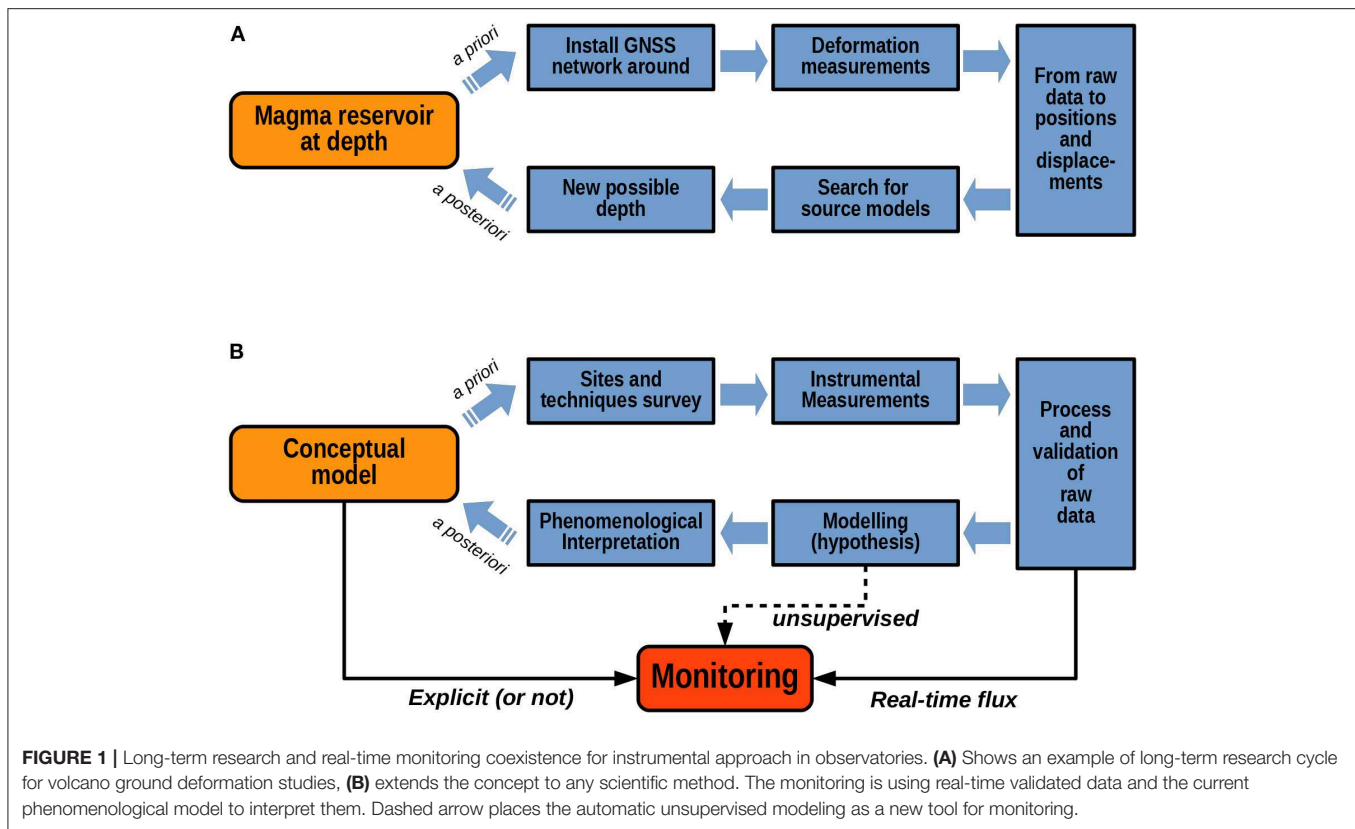 A
a priori
Install GNSS
network around
Deformation
measurements
From raw
data to
positions
and
displace-
ments
Magma reservoir
at depth
a posteriori
New possible
depth
Search for
source models
B
a priori
Sites and
techniques survey
Instrumental
Measurements
Process
and
validation
of
raw
data
Conceptual
model
a posteriori
Phenomenological
Interpretation
Modelling
(hypothesis)
unsupervised
Monitoring
Explicit (or not)
Real-time flux
FIGURE 1 | Long-term research and real-time monitoring coexistence for instrumental approach in observatories. (A) Shows an example of long-term research cycle
for volcano ground deformation studies, (B) extends the concept to any scientific method. The monitoring is using real-time validated data and the current
phenomenological model to interpret them. Dashed arrow places the automatic unsupervised modeling as a new tool for monitoring.